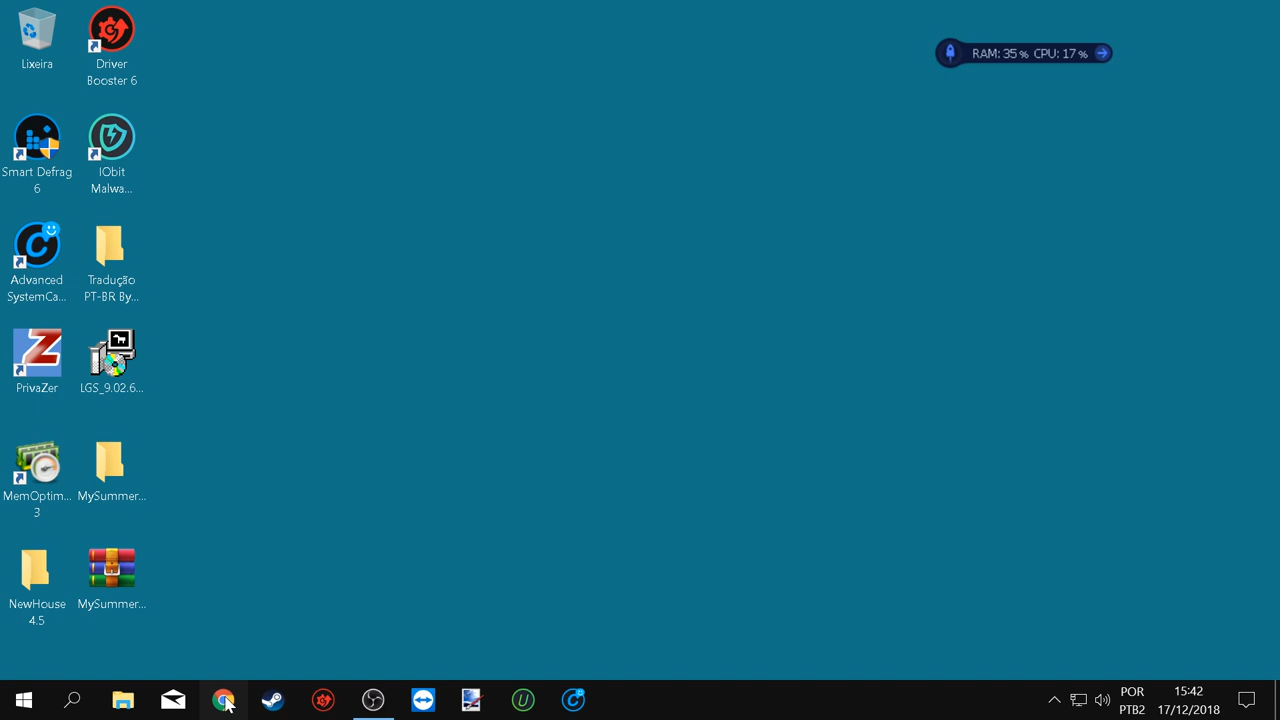 Lixeira
Driver
Booster 6
RAM: 35 % CPU: 17 %
Smart Defrag
6
IObit
Malwa...
Advanced
SystemCa...
Tradução
PT-BR By...
PrivaZer
LGS_9.02.6...
MemOptim...
3
MySummer...
NewHouse
4.5
MySummer...
POR
PTB2
15:42
17/12/2018